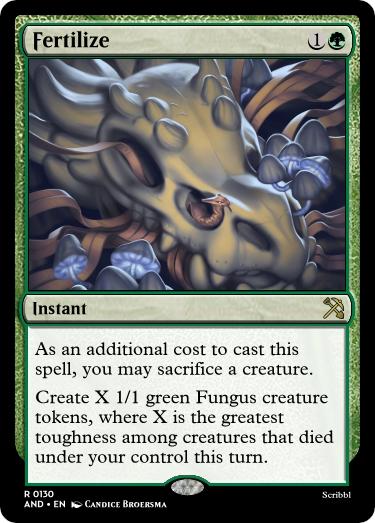 Fertilize 1
Instant
As an additional cost to cast this
spell, you may sacrifice a creature.
Create X 1/1 green Fungus creature
tokens, where X is the greatest
toughness among creatures that died
under your control this turn.
R 0130
Scribbl
AND • EN Candice Broersma